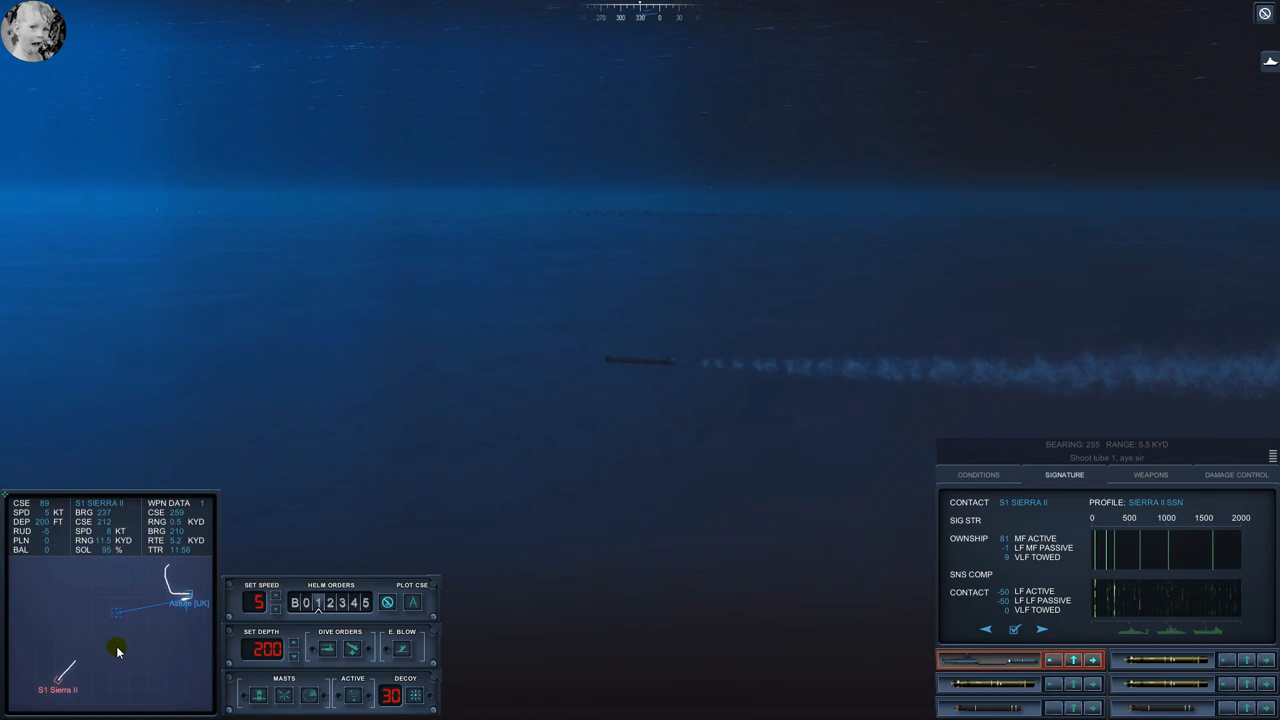 270 300 330 0 30
BEARING: 255 RANGE: 5.5 KYD
Shoot tube 1, aye sir
CONDITIONS SIGNATURE WEAPONS DAMAGE CONTROL
CONTACT S1 SIERRA II PROFILE: SIERRA II SSN
SIG STR 0 500 1000 1500 2000
OWNSHIP 81 MF ACTIVE
-1 LF MF PASSIVE
9 VLF TOWED
SNS COMP
CONTACT -50 LF ACTIVE
-50 LF LF PASSIVE
0 VLF TOWED
CSE 89 S1 SIERRA II WPN DATA 1
SPD 5 KT BRG 237 CSE 259
DEP 200 FT CSE 212 RNG 0.5 KYD
RUD -5 SPD 8 KT BRG 210
PLN 0 RNG 11.5 KYD RTE 5.2 KYD
BAL 0 SOL 95 % TTR 11:56
Astute [UK]
S1 Sierra II
SET SPEED HELM ORDERS PLOT CSE
5 B 0 1 2 3 4 5
SET DEPTH DIVE ORDERS E. BLOW
200
MASTS ACTIVE DECOY
30